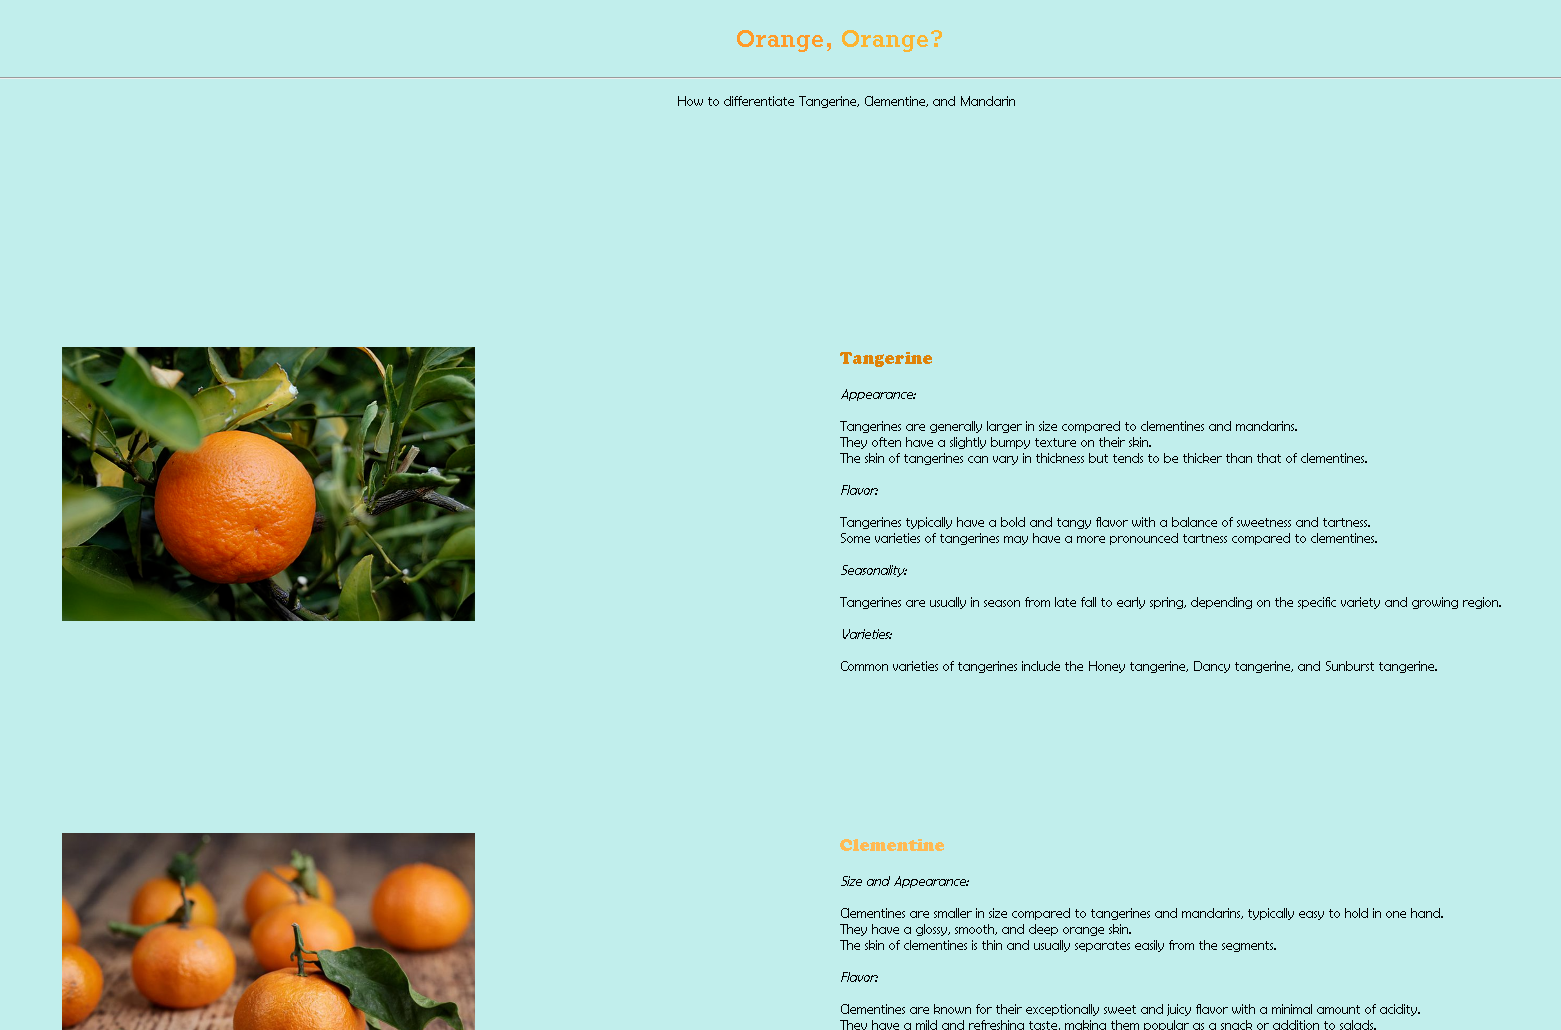 Orange, Orange?
How to differentiate Tangerine, Clementine, and Mandarin
Tangerine
Appearance:
Tangerines are generally larger in size compared to clementines and mandarins.
They often have a slightly bumpy texture on their skin.
The skin of tangerines can vary in thickness but tends to be thicker than that of clementines.
Flavor:
Tangerines typically have a bold and tangy flavor with a balance of sweetness and tartness.
Some varieties of tangerines may have a more pronounced tartness compared to clementines.
Seasonality:
Tangerines are usually in season from late fall to early spring, depending on the specific variety and growing region.
Varieties:
Common varieties of tangerines include the Honey tangerine, Dancy tangerine, and Sunburst tangerine.
Clementine
Size and Appearance:
Clementines are smaller in size compared to tangerines and mandarins, typically easy to hold in one hand.
They have a glossy, smooth, and deep orange skin.
The skin of clementines is thin and usually separates easily from the segments.
Flavor:
Clementines are known for their exceptionally sweet and juicy flavor with a minimal amount of acidity.
They have a mild and refreshing taste, making them popular as a snack or addition to salads.